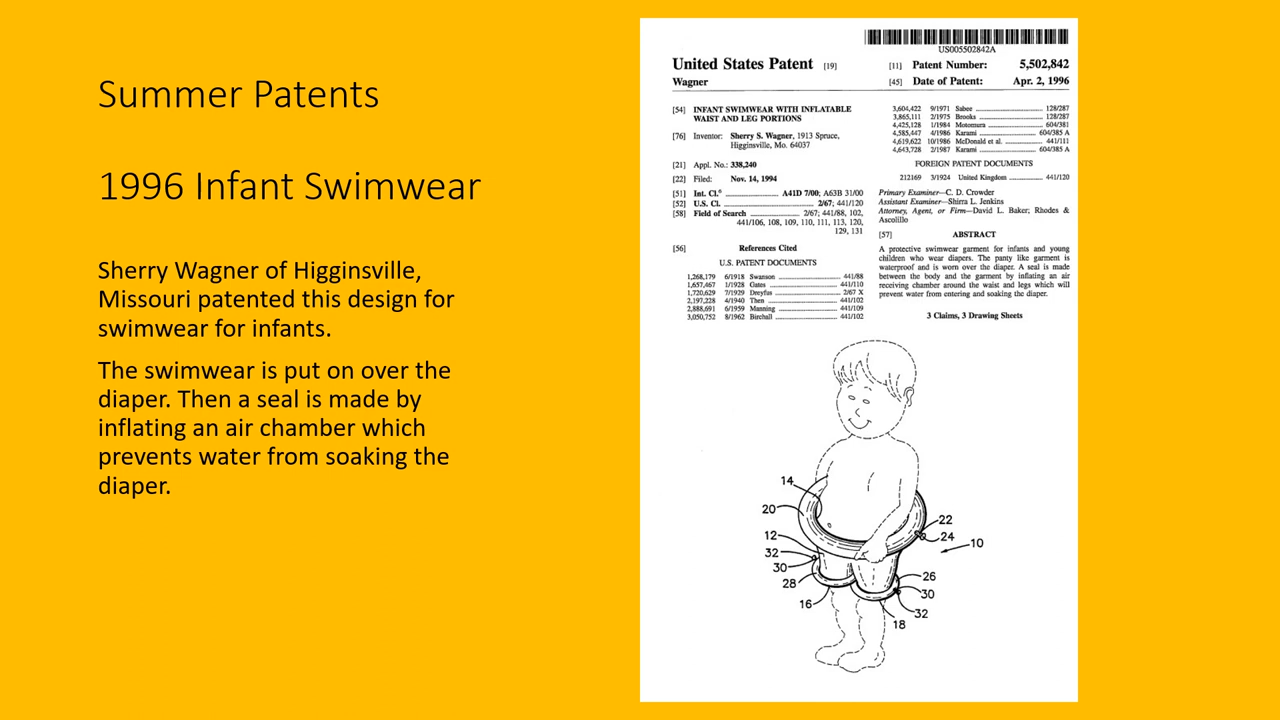 Summer Patents
1996 Infant Swimwear
Sherry Wagner of Higginsville,
Missouri patented this design for
swimwear for infants.
The swimwear is put on over the
diaper. Then a seal is made by
inflating an air chamber which
prevents water from soaking the
diaper.
US005502842A
United States Patent [19]
Wagner
[11] Patent Number: 5,502,842
[45] Date of Patent: Apr. 2, 1996
[54] INFANT SWIMWEAR WITH INFLATABLE
WAIST AND LEG PORTIONS
[76] Inventor: Sherry S. Wagner, 1913 Spruce,
Higginsville, Mo. 64037
[21] Appl. No.: 338,240
[22] Filed: Nov. 14, 1994
[51] Int. Cl.6 ........................ A41D 7/00; A63B 31/00
[52] U.S. Cl. ................................ 2/67; 441/120
[58] Field of Search ...................... 2/67; 441/88, 102,
441/106, 108, 109, 110, 111, 113, 120,
129, 131
[56] References Cited
U.S. PATENT DOCUMENTS
1,268,179 6/1918 Swanson ........................ 441/88
1,657,467 1/1928 Gates ........................ 441/110
1,720,629 7/1929 Dreyfus ........................ 2/67 X
2,197,228 4/1940 Then ........................ 441/102
2,888,691 6/1959 Manning ........................ 441/109
3,050,752 8/1962 Birchall ........................ 441/102
3,604,422 9/1971 Sabee ........................ 128/287
3,865,111 2/1975 Brooks ........................ 128/287
4,425,128 1/1984 Motomura ........................ 604/381
4,585,447 4/1986 Karami ........................ 604/385 A
4,619,622 10/1986 McDonald et al. ................ 441/111
4,643,728 2/1987 Karami ........................ 604/385 A
FOREIGN PATENT DOCUMENTS
212169 3/1924 United Kingdom ................ 441/120
Primary Examiner—C. D. Crowder
Assistant Examiner—Shirra L. Jenkins
Attorney, Agent, or Firm—David L. Baker; Rhodes &
Ascolillo
[57] ABSTRACT
A protective swimwear garment for infants and young
children who wear diapers. The panty like garment is
waterproof and is worn over the diaper. A seal is made
between the body and the garment by inflating an air
receiving chamber around the waist and legs which will
prevent water from entering and soaking the diaper.
3 Claims, 3 Drawing Sheets
14
20
12
32
30
28
16
22
24
10
26
30
32
18